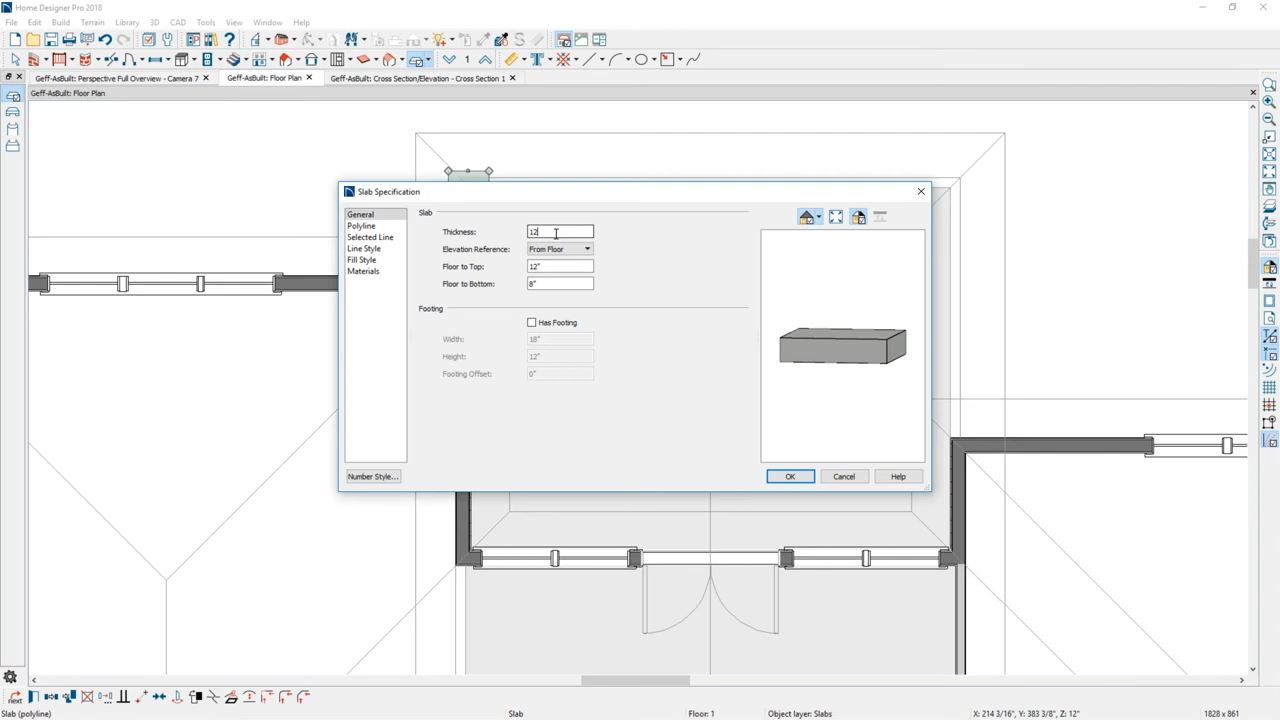 Home Designer Pro 2018
File Edit Build Terrain Library 3D CAD Tools View Window Help
1
Geff-AsBuilt: Perspective Full Overview - Camera 7
Geff-AsBuilt: Floor Plan
Geff-AsBuilt: Cross Section/Elevation - Cross Section 1
Geff-AsBuilt: Floor Plan
Slab Specification
General
Polyline
Selected Line
Line Style
Fill Style
Materials
Slab
Thickness: 12
Elevation Reference: From Floor
Floor to Top: 12"
Floor to Bottom: 8"
Footing
Has Footing
Width: 18"
Height: 12"
Footing Offset: 0"
Number Style...
OK Cancel Help
next
Slab (polyline) Slab Floor: 1 Object layer: Slabs X: 214 3/16", Y: 383 3/8", Z: 12" 1828 x 861